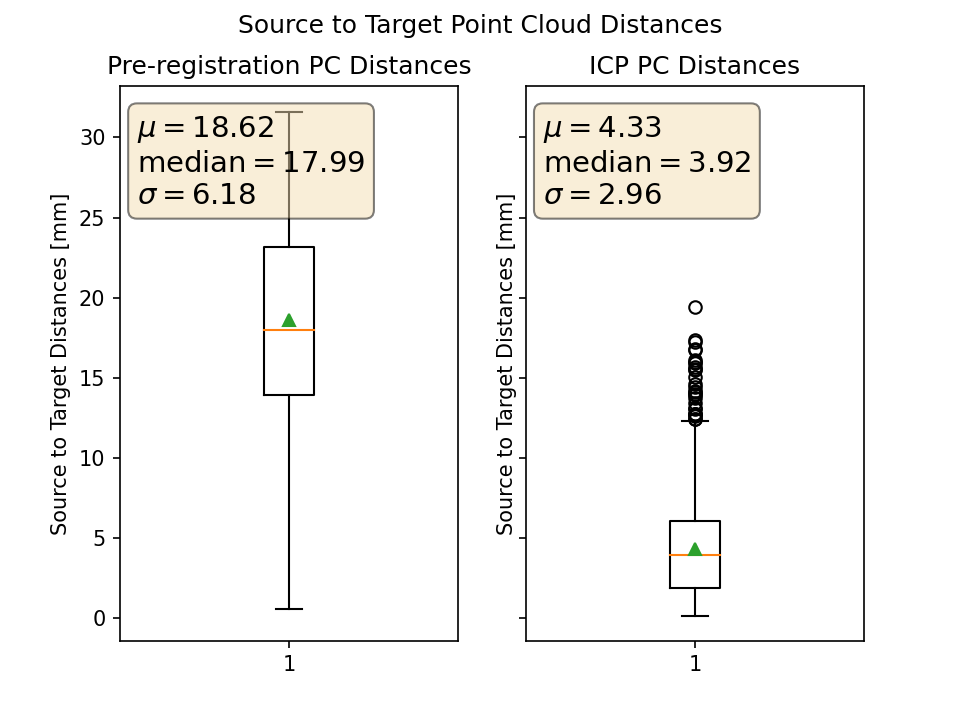 Source to Target Point Cloud Distances
Pre-registration PC Distances
μ = 18.62
median = 17.99
σ = 6.18
Source to Target Distances [mm]
30
25
20
15
10
5
0
1
ICP PC Distances
μ = 4.33
median = 3.92
σ = 2.96
Source to Target Distances [mm]
1